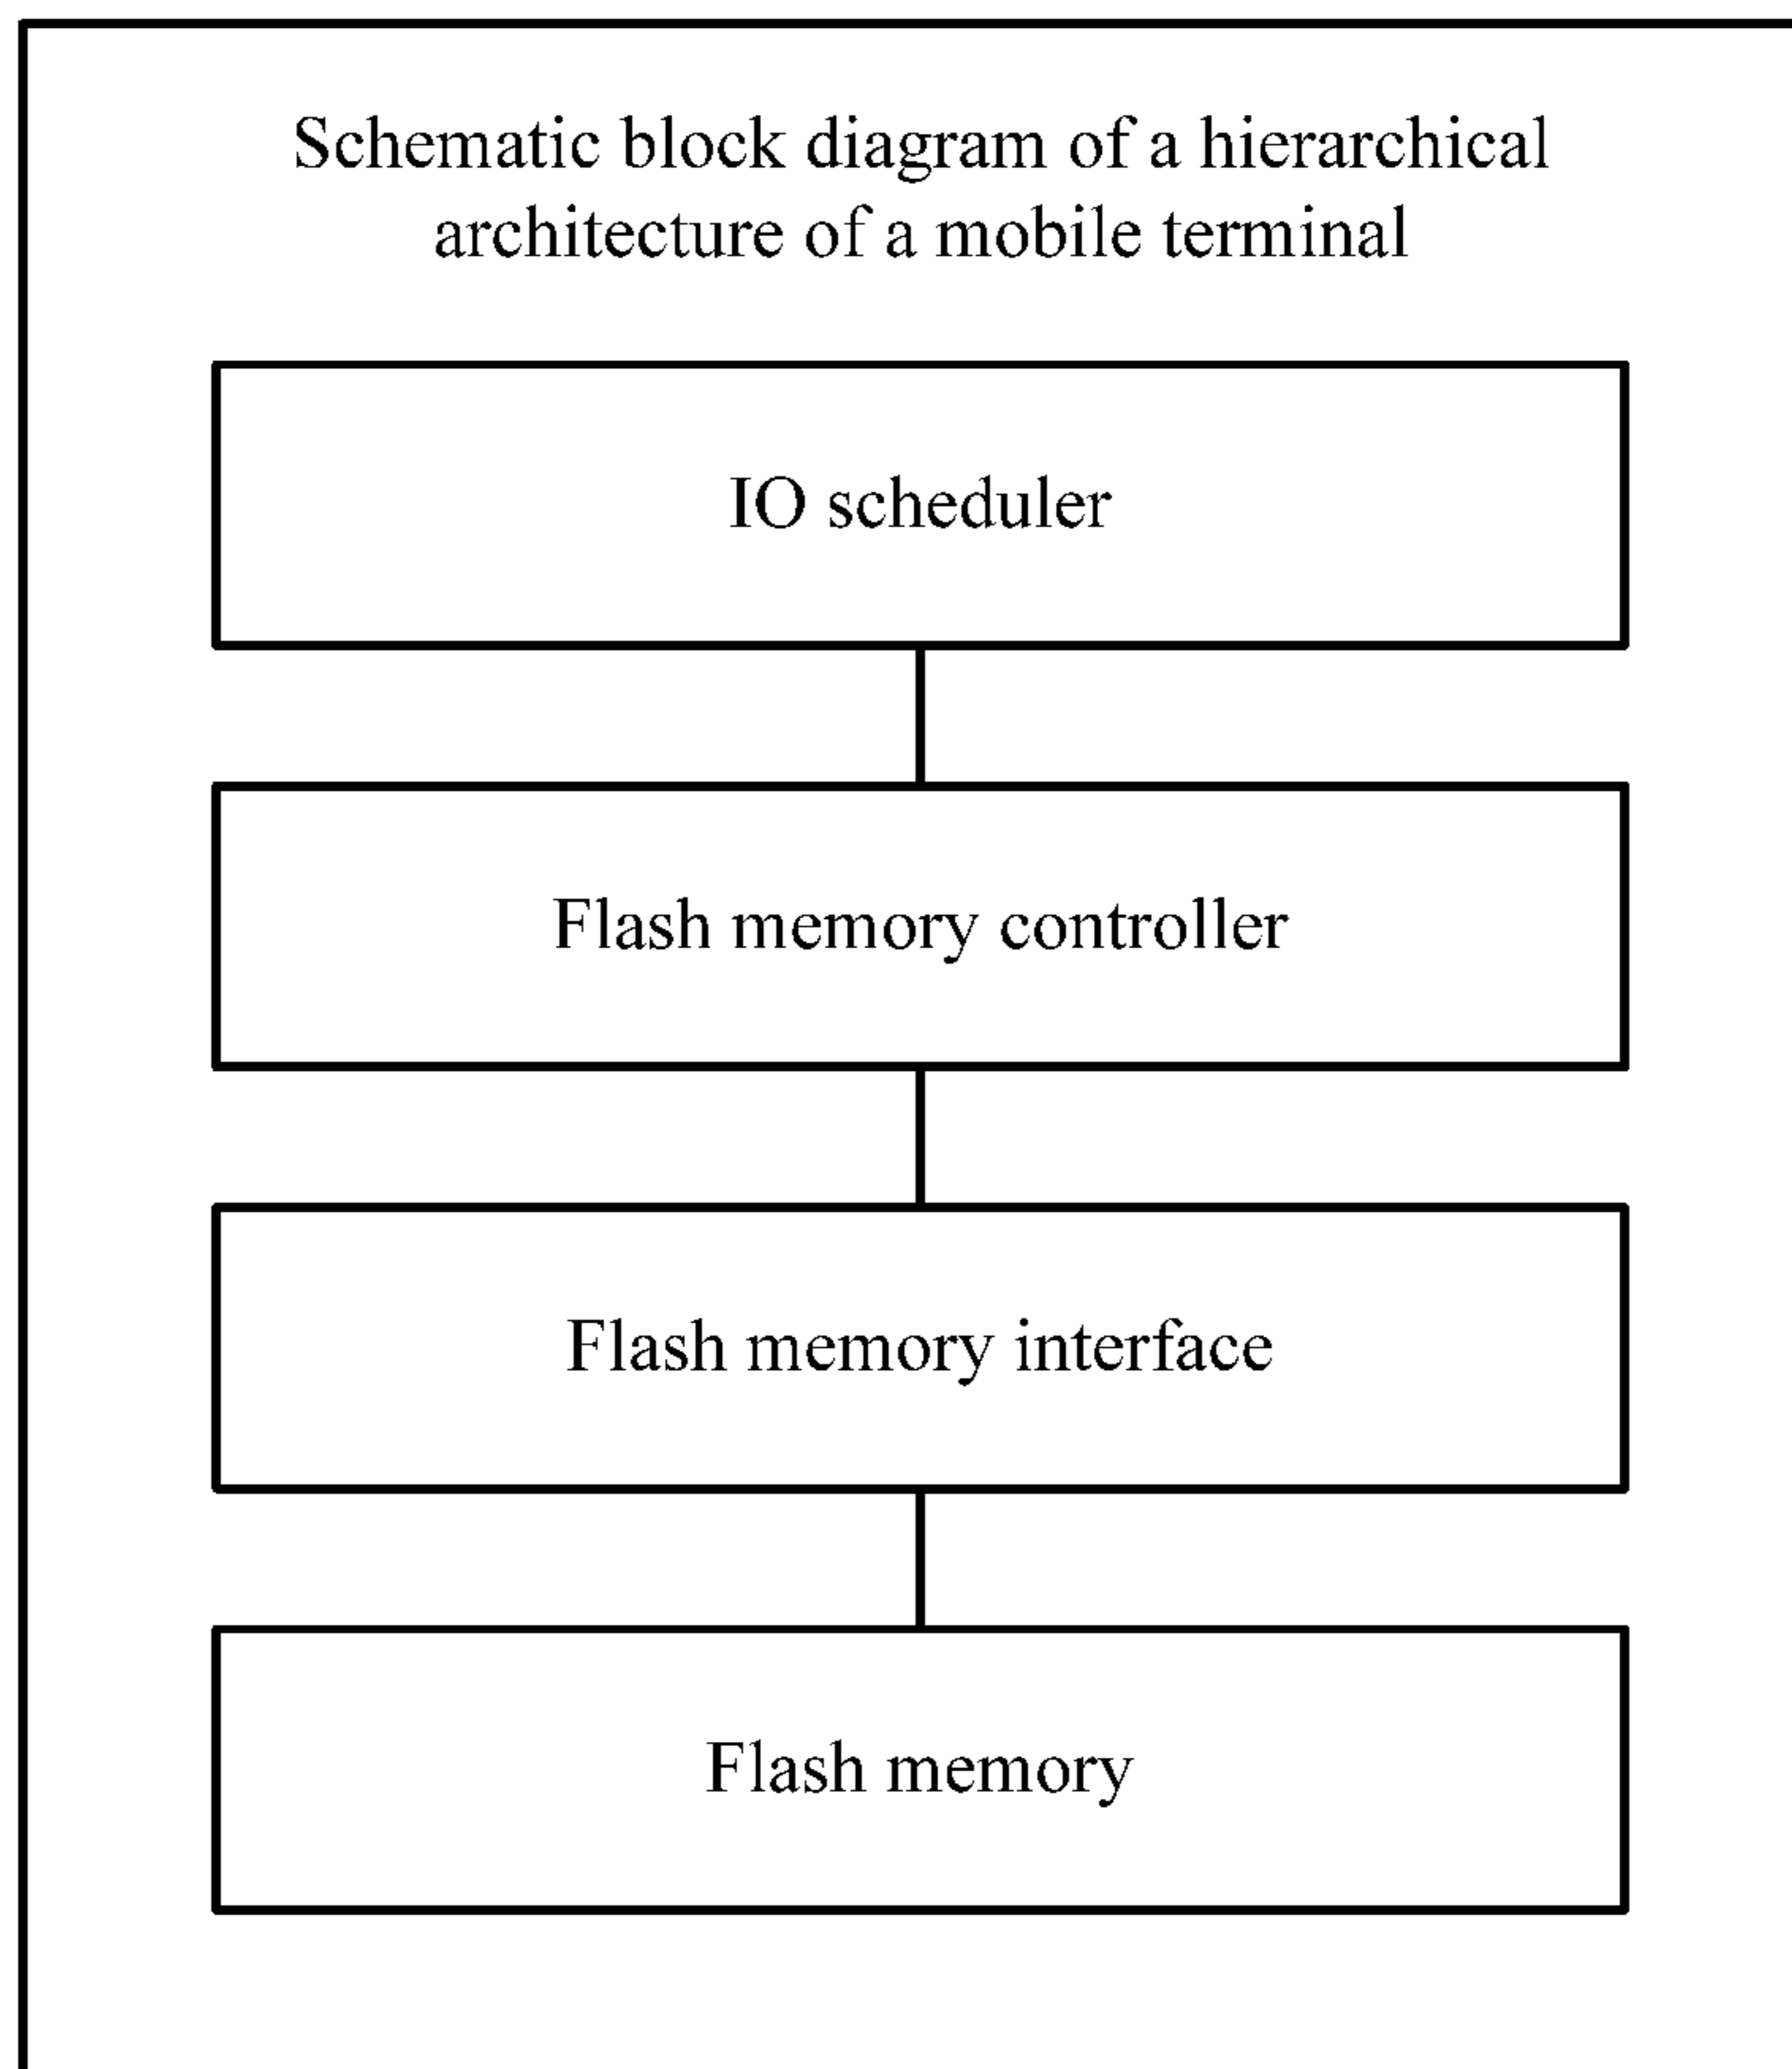 Schematic block diagram of a hierarchical
architecture of a mobile terminal
IO scheduler
Flash memory controller
Flash memory interface
Flash memory